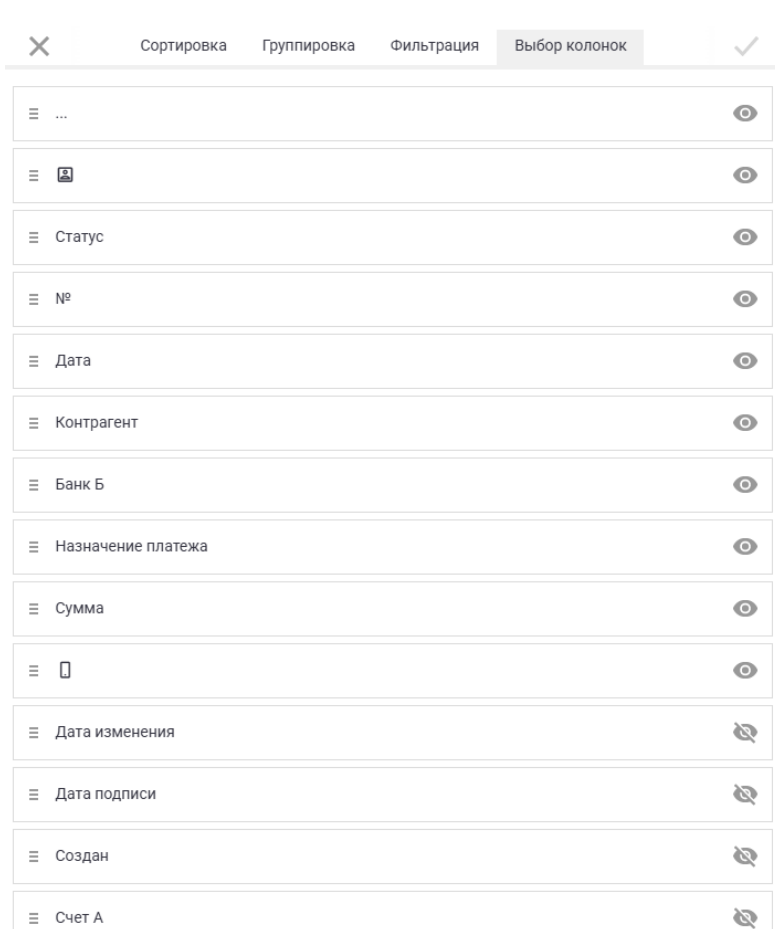 Сортировка Группировка Фильтрация Выбор колонок
...
Статус
№
Дата
Контрагент
Банк Б
Назначение платежа
Сумма
Дата изменения
Дата подписи
Создан
Счет А